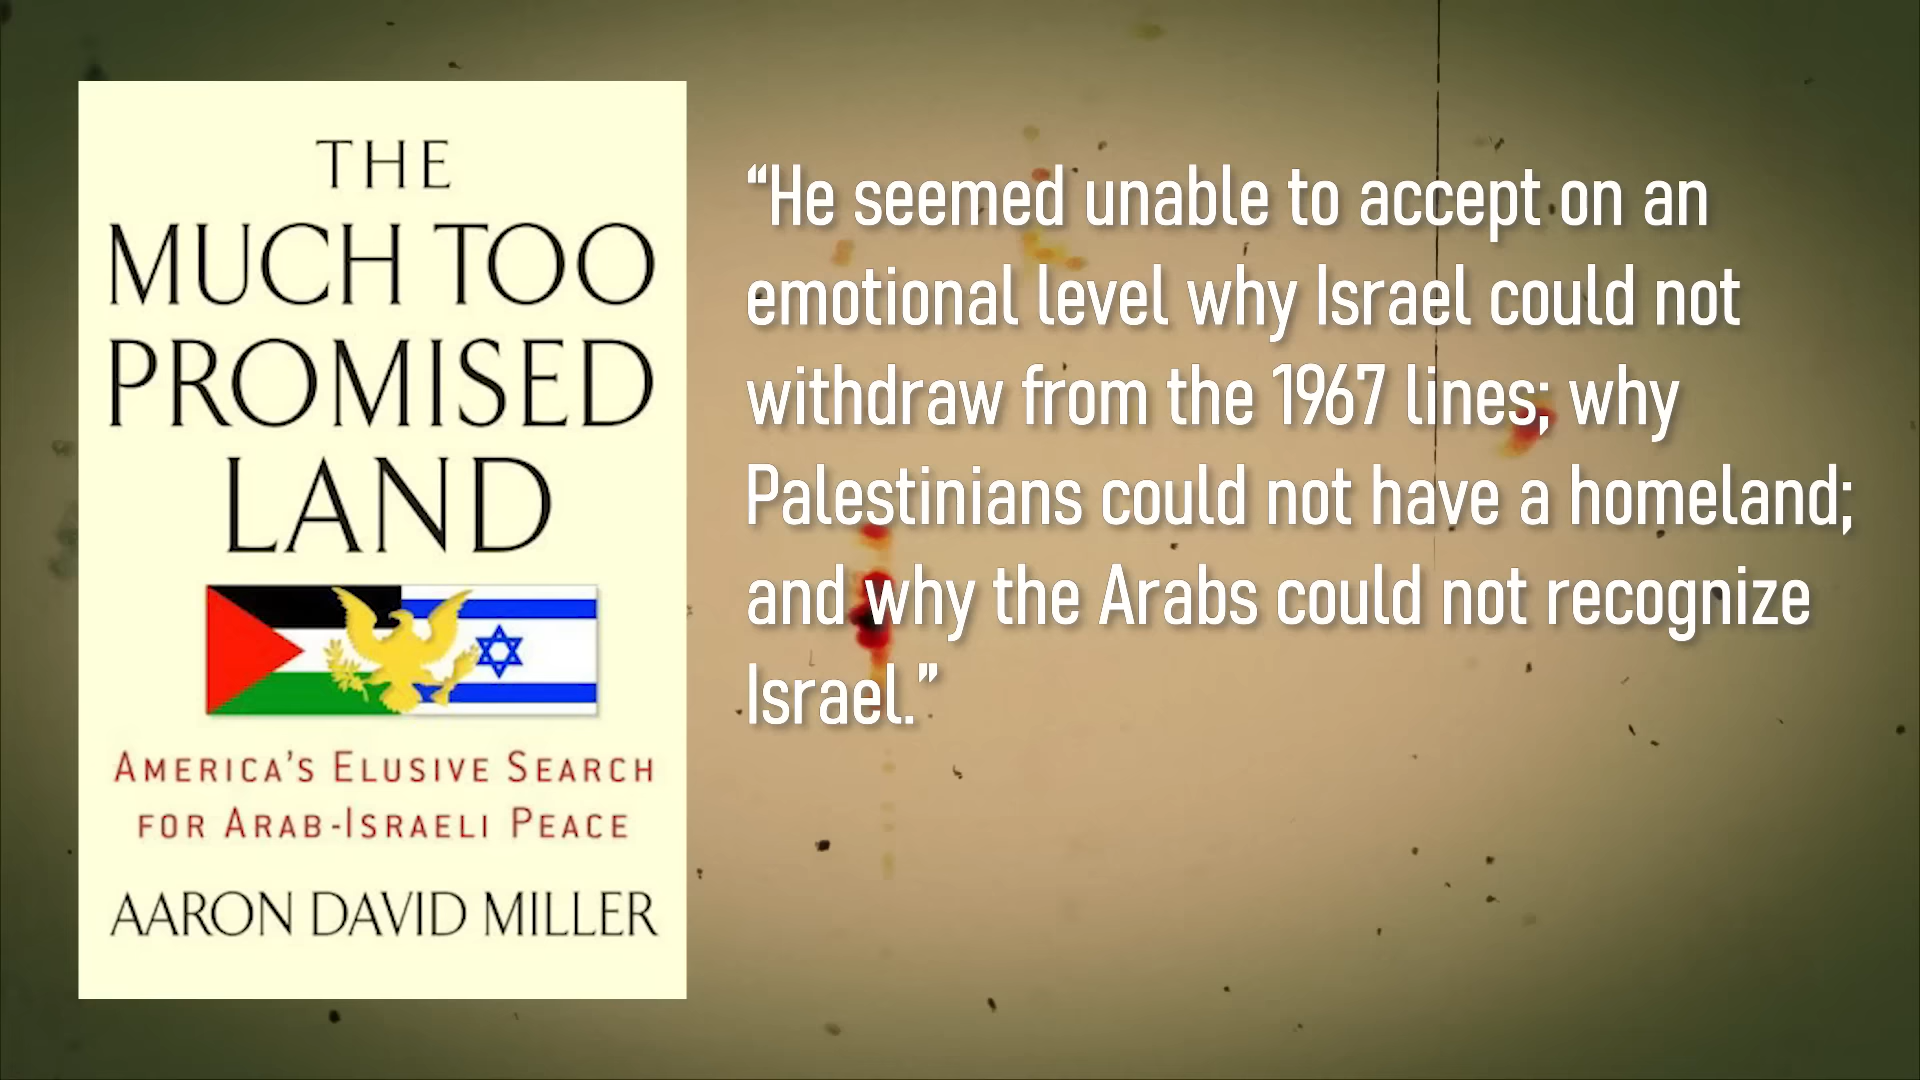 THE
MUCH TOO
PROMISED
LAND
AMERICA'S ELUSIVE SEARCH
FOR ARAB-ISRAELI PEACE
AARON DAVID MILLER
“He seemed unable to accept on an
emotional level why Israel could not
withdraw from the 1967 lines; why
Palestinians could not have a homeland;
and why the Arabs could not recognize
Israel.”